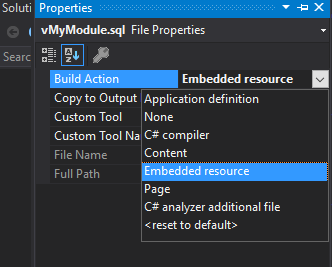 Soluti
Properties
vMyModule.sql File Properties
Sear
Build Action Embedded resource
Copy to Output
Application definition
Custom Tool
None
Custom Tool Na
C# compiler
File Name
Content
Full Path
Embedded resource
Page
C# analyzer additional file
<reset to default>